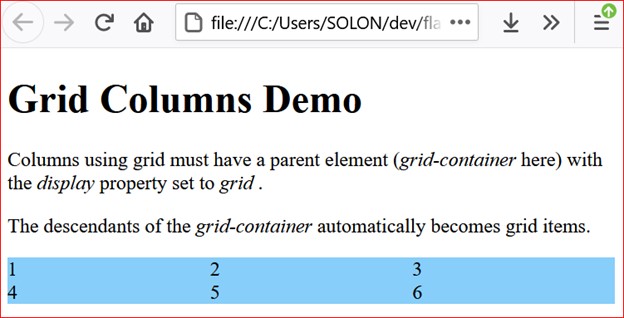 file:///C:/Users/SOLON/dev/fla
Grid Columns Demo
Columns using grid must have a parent element (grid-container here) with
the display property set to grid .
The descendants of the grid-container automatically becomes grid items.
1 2 3
4 5 6